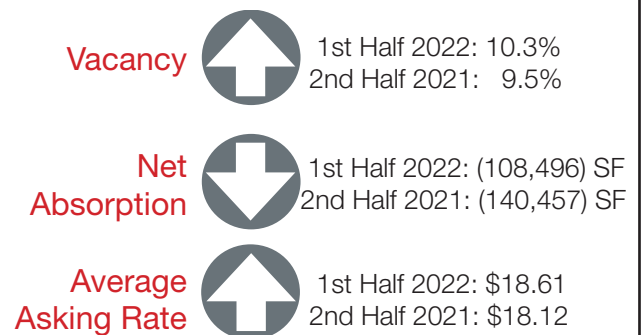 Vacancy
1st Half 2022: 10.3%
2nd Half 2021: 9.5%
Net
Absorption
1st Half 2022: (108,496) SF
2nd Half 2021: (140,457) SF
Average
Asking Rate
1st Half 2022: $18.61
2nd Half 2021: $18.12